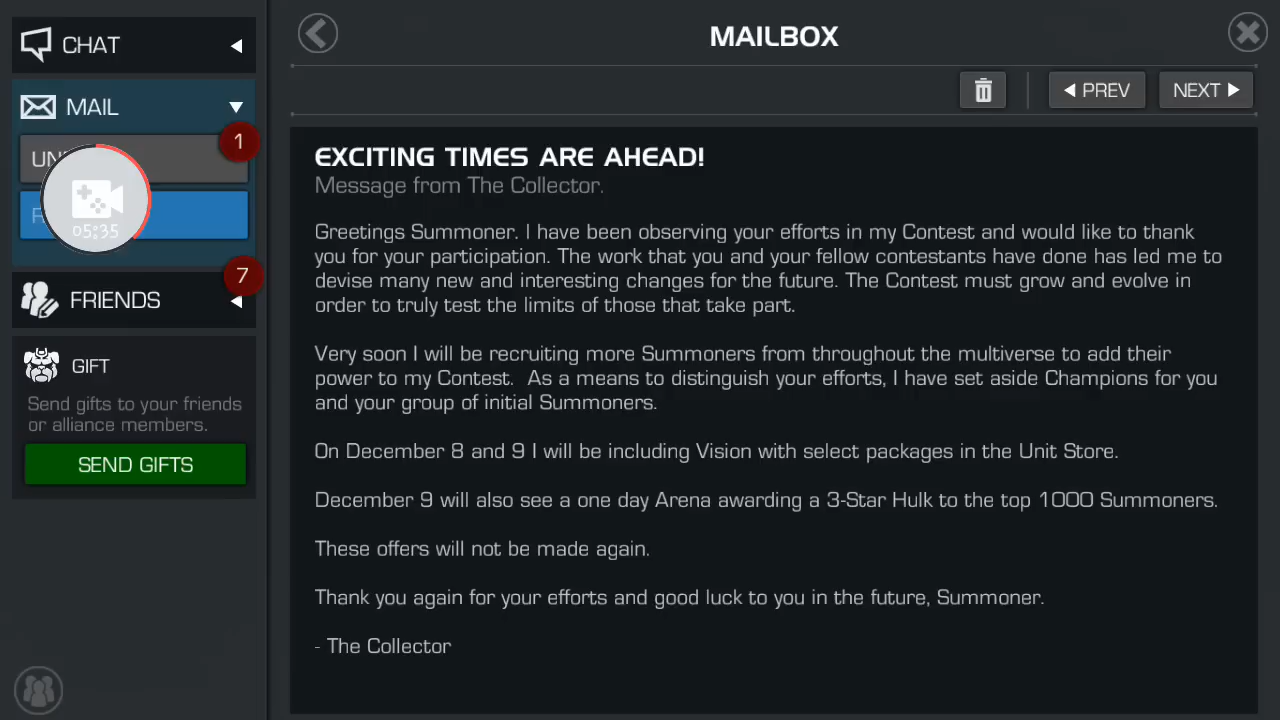 CHAT
MAIL
1
UN
05:35
7
FRIENDS
GIFT
Send gifts to your friends
or alliance members.
SEND GIFTS
MAILBOX
PREV
NEXT
EXCITING TIMES ARE AHEAD!
Message from The Collector.
Greetings Summoner. I have been observing your efforts in my Contest and would like to thank
you for your participation. The work that you and your fellow contestants have done has led me to
devise many new and interesting changes for the future. The Contest must grow and evolve in
order to truly test the limits of those that take part.
Very soon I will be recruiting more Summoners from throughout the multiverse to add their
power to my Contest.  As a means to distinguish your efforts, I have set aside Champions for you
and your group of initial Summoners.
On December 8 and 9 I will be including Vision with select packages in the Unit Store.
December 9 will also see a one day Arena awarding a 3-Star Hulk to the top 1000 Summoners.
These offers will not be made again.
Thank you again for your efforts and good luck to you in the future, Summoner.
- The Collector